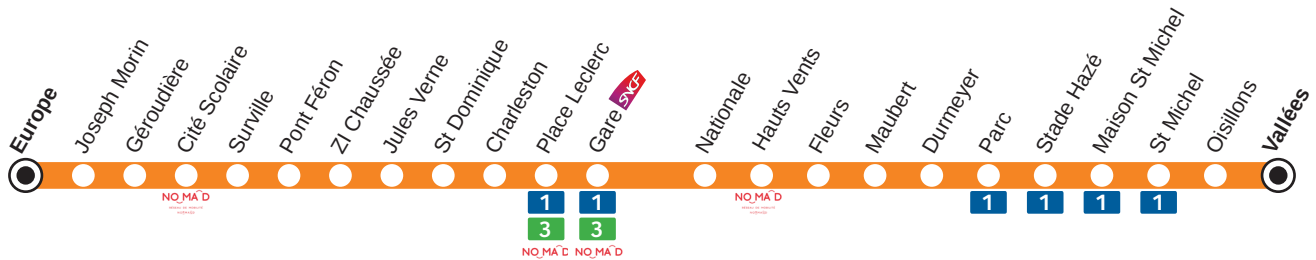 Europe
Joseph Morin
Géroudière
Cité Scolaire
Surville
Pont Féron
ZI Chaussée
Jules Verne
St Dominique
Charleston
Place Leclerc
Gare SNCF
Nationale
Hauts Vents
Fleurs
Maubert
Durmeyer
Parc
Stade Hazé
Maison St Michel
St Michel
Oisillons
Vallées
NOMAD
1
1
NOMAD
1
1
1
1
3
3
NOMAD
NOMAD